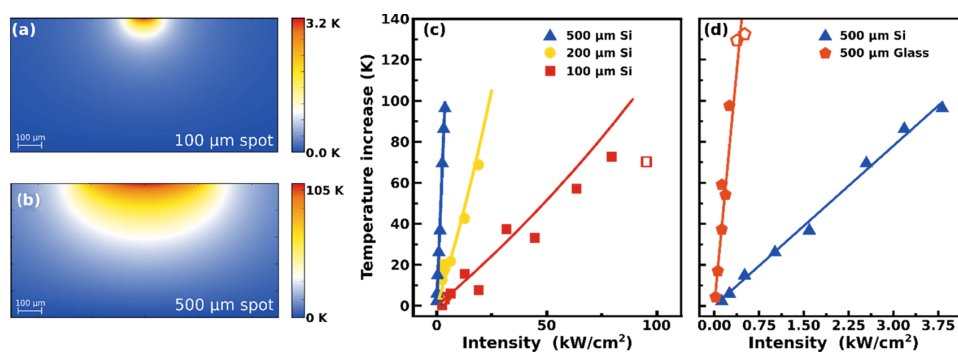 (a)
3.2 K
100 µm
100 µm spot
0.0 K
(b)
105 K
100 µm
500 µm spot
0 K
(c)
500 µm Si
200 µm Si
100 µm Si
Temperature increase (K)
140
120
100
80
60
40
20
0
0
50
100
Intensity (kW/cm²)
(d)
500 µm Si
500 µm Glass
0.00
0.75
1.50
2.25
3.00
3.75
Intensity (kW/cm²)